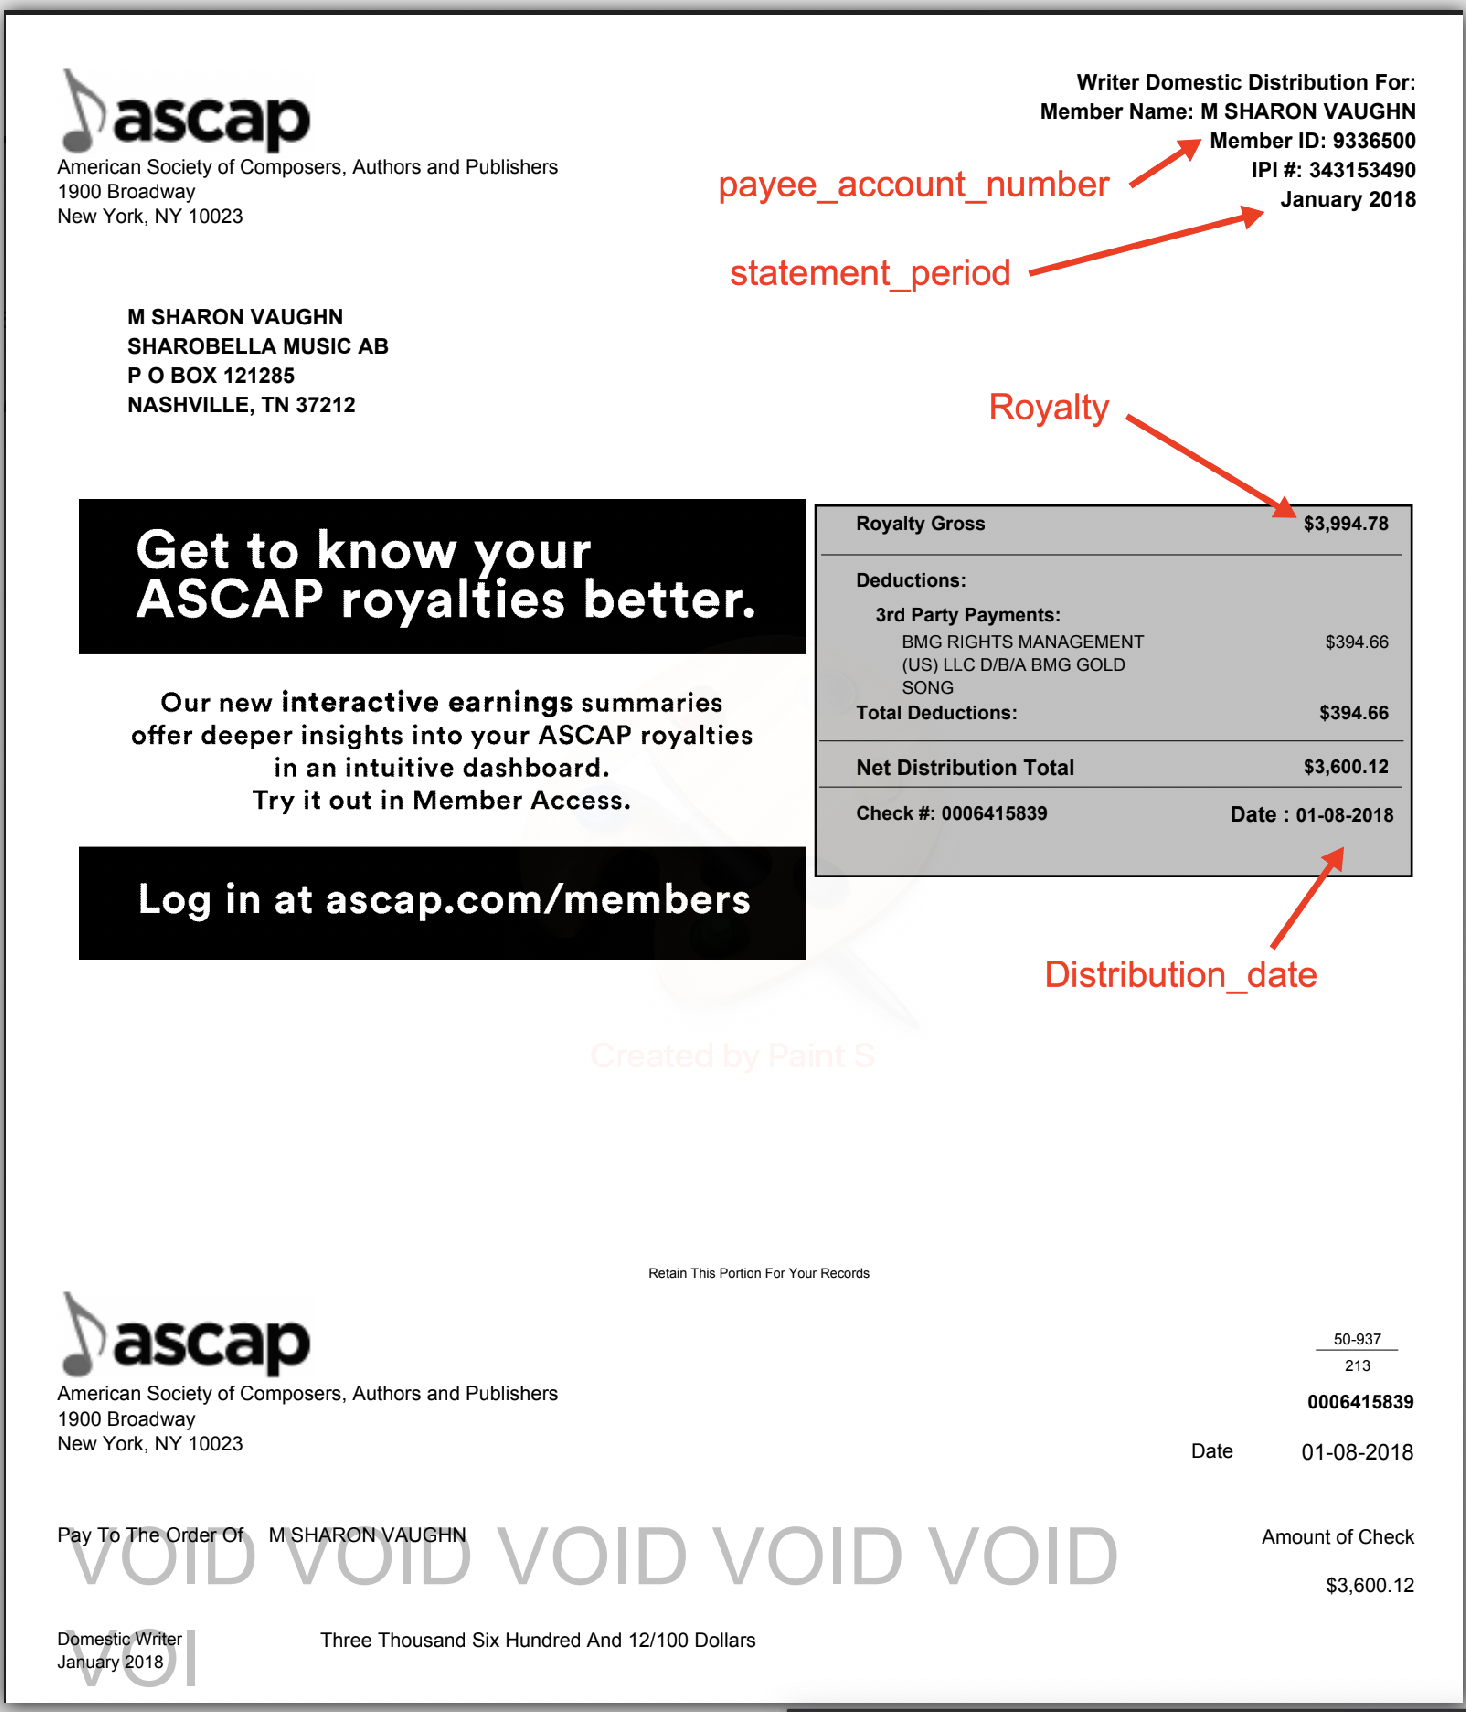 ascap
American Society of Composers, Authors and Publishers
1900 Broadway
New York, NY 10023
Writer Domestic Distribution For:
Member Name: M SHARON VAUGHN
Member ID: 9336500
IPI #: 343153490
January 2018
payee_account_number
statement_period
M SHARON VAUGHN
SHAROBELLA MUSIC AB
P O BOX 121285
NASHVILLE, TN 37212
Royalty
Get to know your
ASCAP royalties better.
Our new interactive earnings summaries
offer deeper insights into your ASCAP royalties
in an intuitive dashboard.
Try it out in Member Access.
Log in at ascap.com/members
Royalty Gross $3,994.78
Deductions:
3rd Party Payments:
BMG RIGHTS MANAGEMENT $394.66
(US) LLC D/B/A BMG GOLD
SONG
Total Deductions: $394.66
Net Distribution Total $3,600.12
Check #: 0006415839 Date : 01-08-2018
Distribution_date
Created by Paint S
Retain This Portion For Your Records
ascap
American Society of Composers, Authors and Publishers
1900 Broadway
New York, NY 10023
50-937
213
0006415839
Date 01-08-2018
Pay To The Order Of M SHARON VAUGHN
VOID VOID VOID VOID VOID
Amount of Check
$3,600.12
Domestic Writer
January 2018
VOI
Three Thousand Six Hundred And 12/100 Dollars